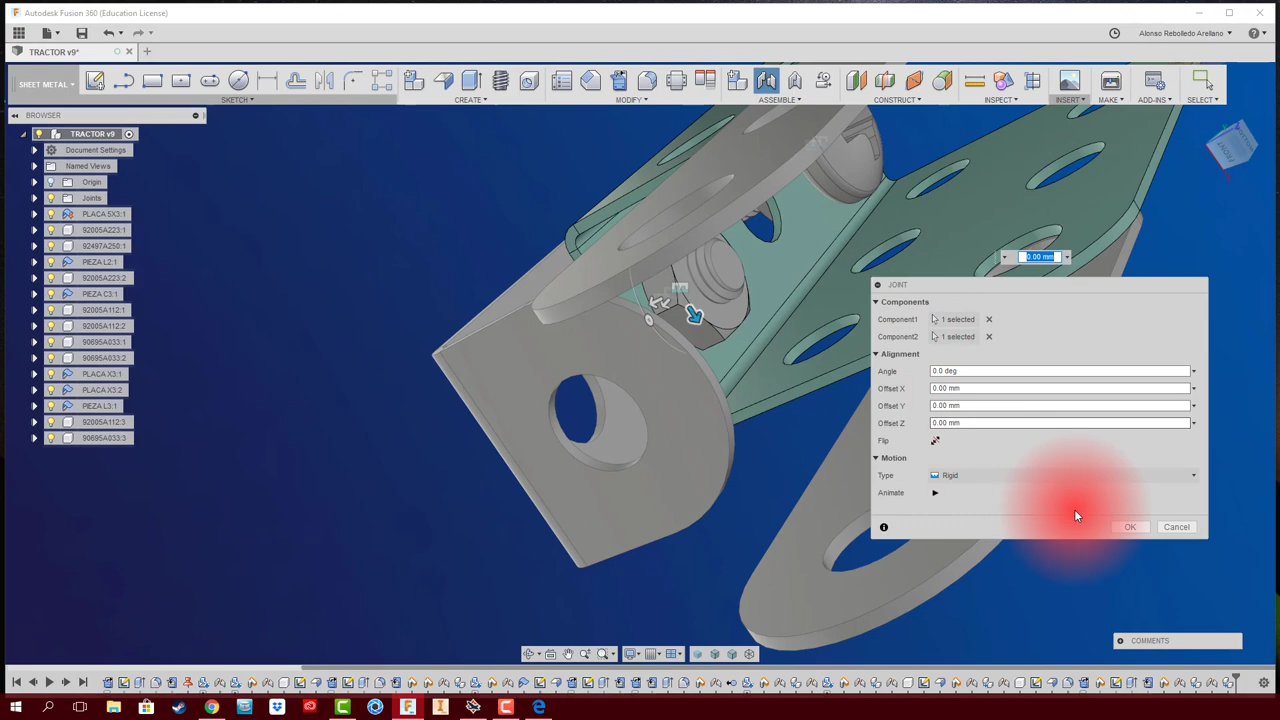 Autodesk Fusion 360 (Education License)
Alonso Rebolledo Arellano
TRACTOR v9*
SHEET METAL
SKETCH
CREATE
MODIFY
ASSEMBLE
CONSTRUCT
INSPECT
INSERT
MAKE
ADD-INS
SELECT
BROWSER
TRACTOR v9
Document Settings
Named Views
Origin
Joints
PLACA 5X3:1
92005A223:1
92497A250:1
PIEZA L2:1
92005A223:2
PIEZA C3:1
92005A112:1
92005A112:2
90695A033:1
90695A033:2
PLACA X3:1
PLACA X3:2
PIEZA L3:1
92005A112:3
90695A033:3
FRONT
0.00 mm
JOINT
Components
Component1 1 selected
Component2 1 selected
Alignment
Angle 0.0 deg
Offset X 0.00 mm
Offset Y 0.00 mm
Offset Z 0.00 mm
Flip
Motion
Type Rigid
Animate
OK Cancel
COMMENTS